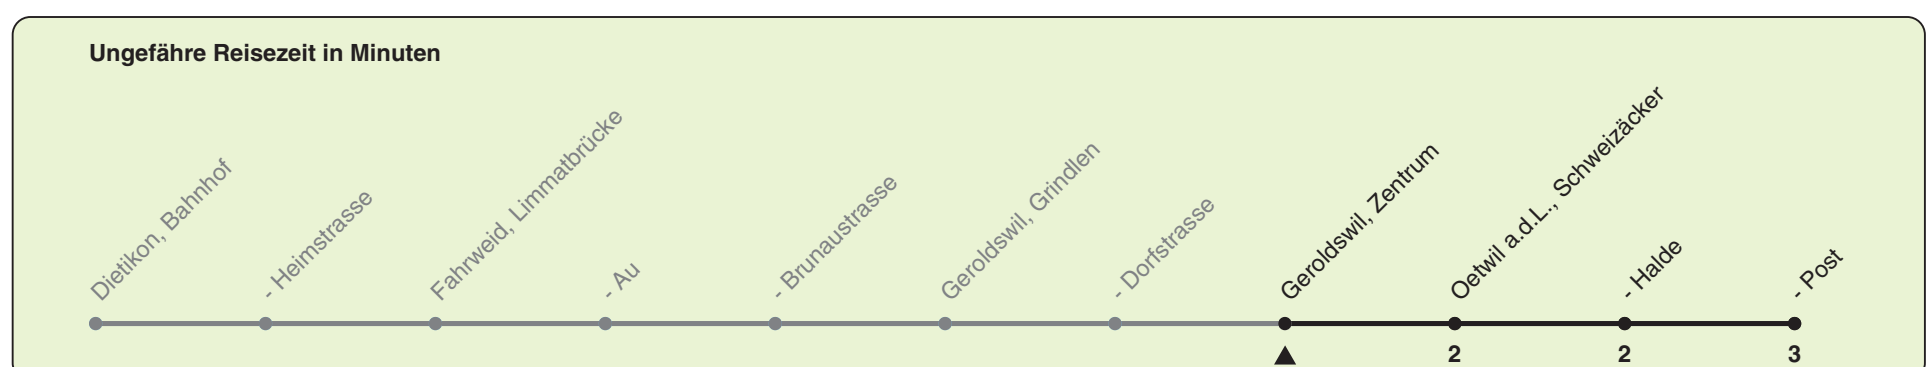 Ungefähre Reisezeit in Minuten
Dietikon, Bahnhof
- Heimstrasse
Fahrweid, Limmatbrücke
- Au
- Brunaustrasse
Geroldswil, Grindlen
- Dorfstrasse
Geroldswil, Zentrum
Oetwil a.d.L., Schweizäcker
- Halde
- Post
2 2 3